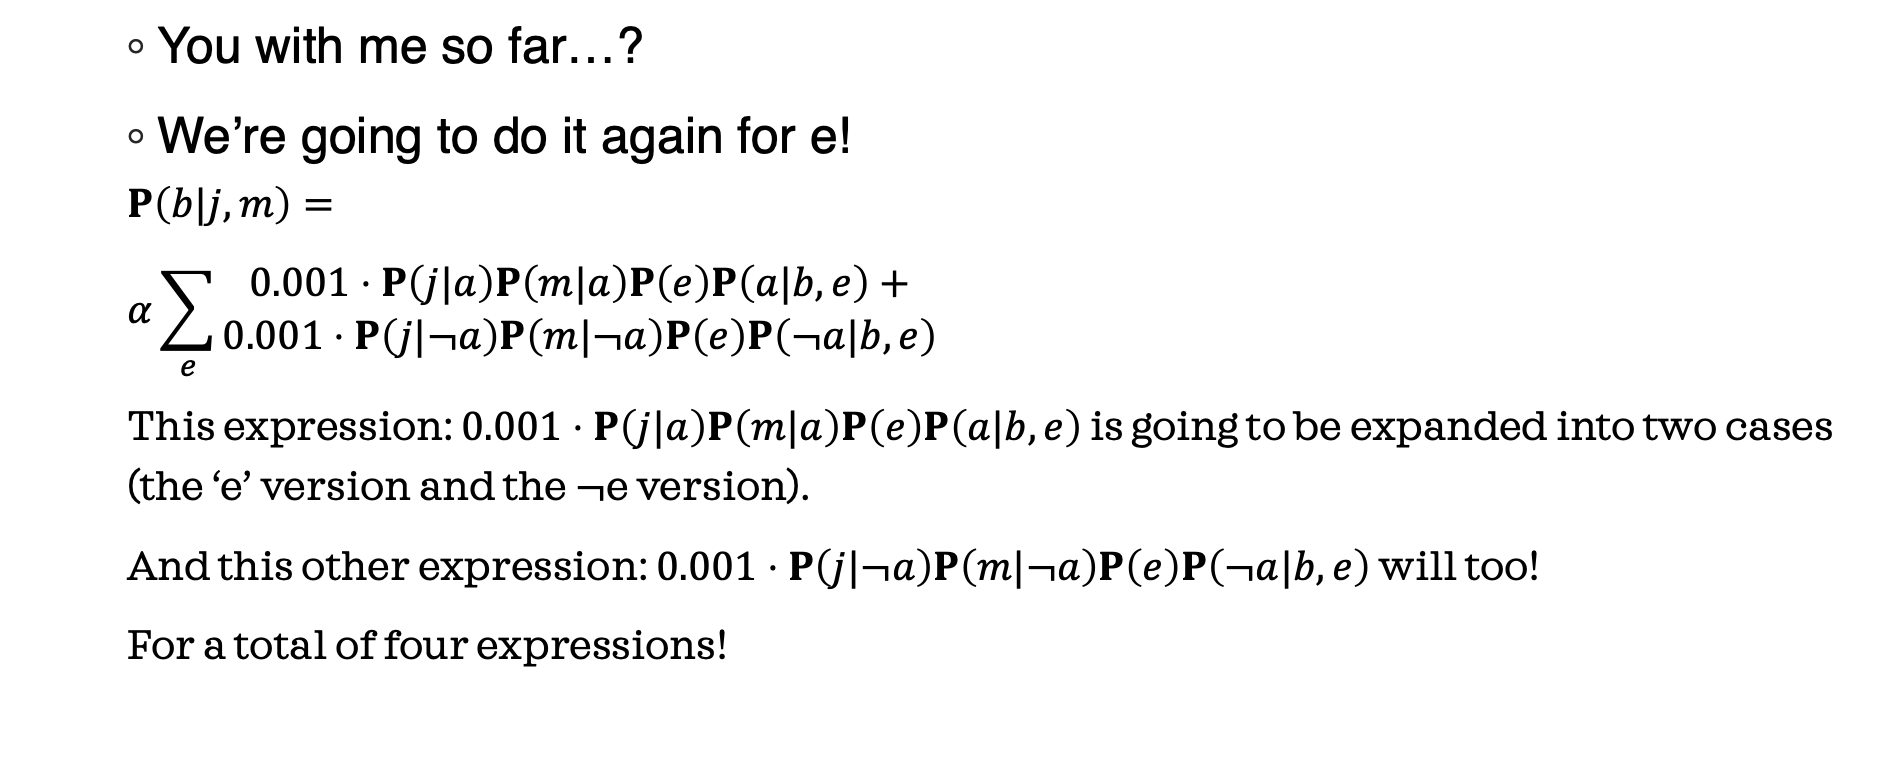 ◦ You with me so far…?
◦ We’re going to do it again for e!
𝐏(𝑏|𝑗, 𝑚) =
0.001 · 𝐏(𝑗|𝑎)𝐏(𝑚|𝑎)𝐏(𝑒)𝐏(𝑎|𝑏, 𝑒) +
𝛼 ∑
0.001 · 𝐏(𝑗|¬𝑎)𝐏(𝑚|¬𝑎)𝐏(𝑒)𝐏(¬𝑎|𝑏, 𝑒)
𝑒
This expression: 0.001 · 𝐏(𝑗|𝑎)𝐏(𝑚|𝑎)𝐏(𝑒)𝐏(𝑎|𝑏, 𝑒) is going to be expanded into two cases
(the ‘e’ version and the ¬e version).
And this other expression: 0.001 · 𝐏(𝑗|¬𝑎)𝐏(𝑚|¬𝑎)𝐏(𝑒)𝐏(¬𝑎|𝑏, 𝑒) will too!
For a total of four expressions!